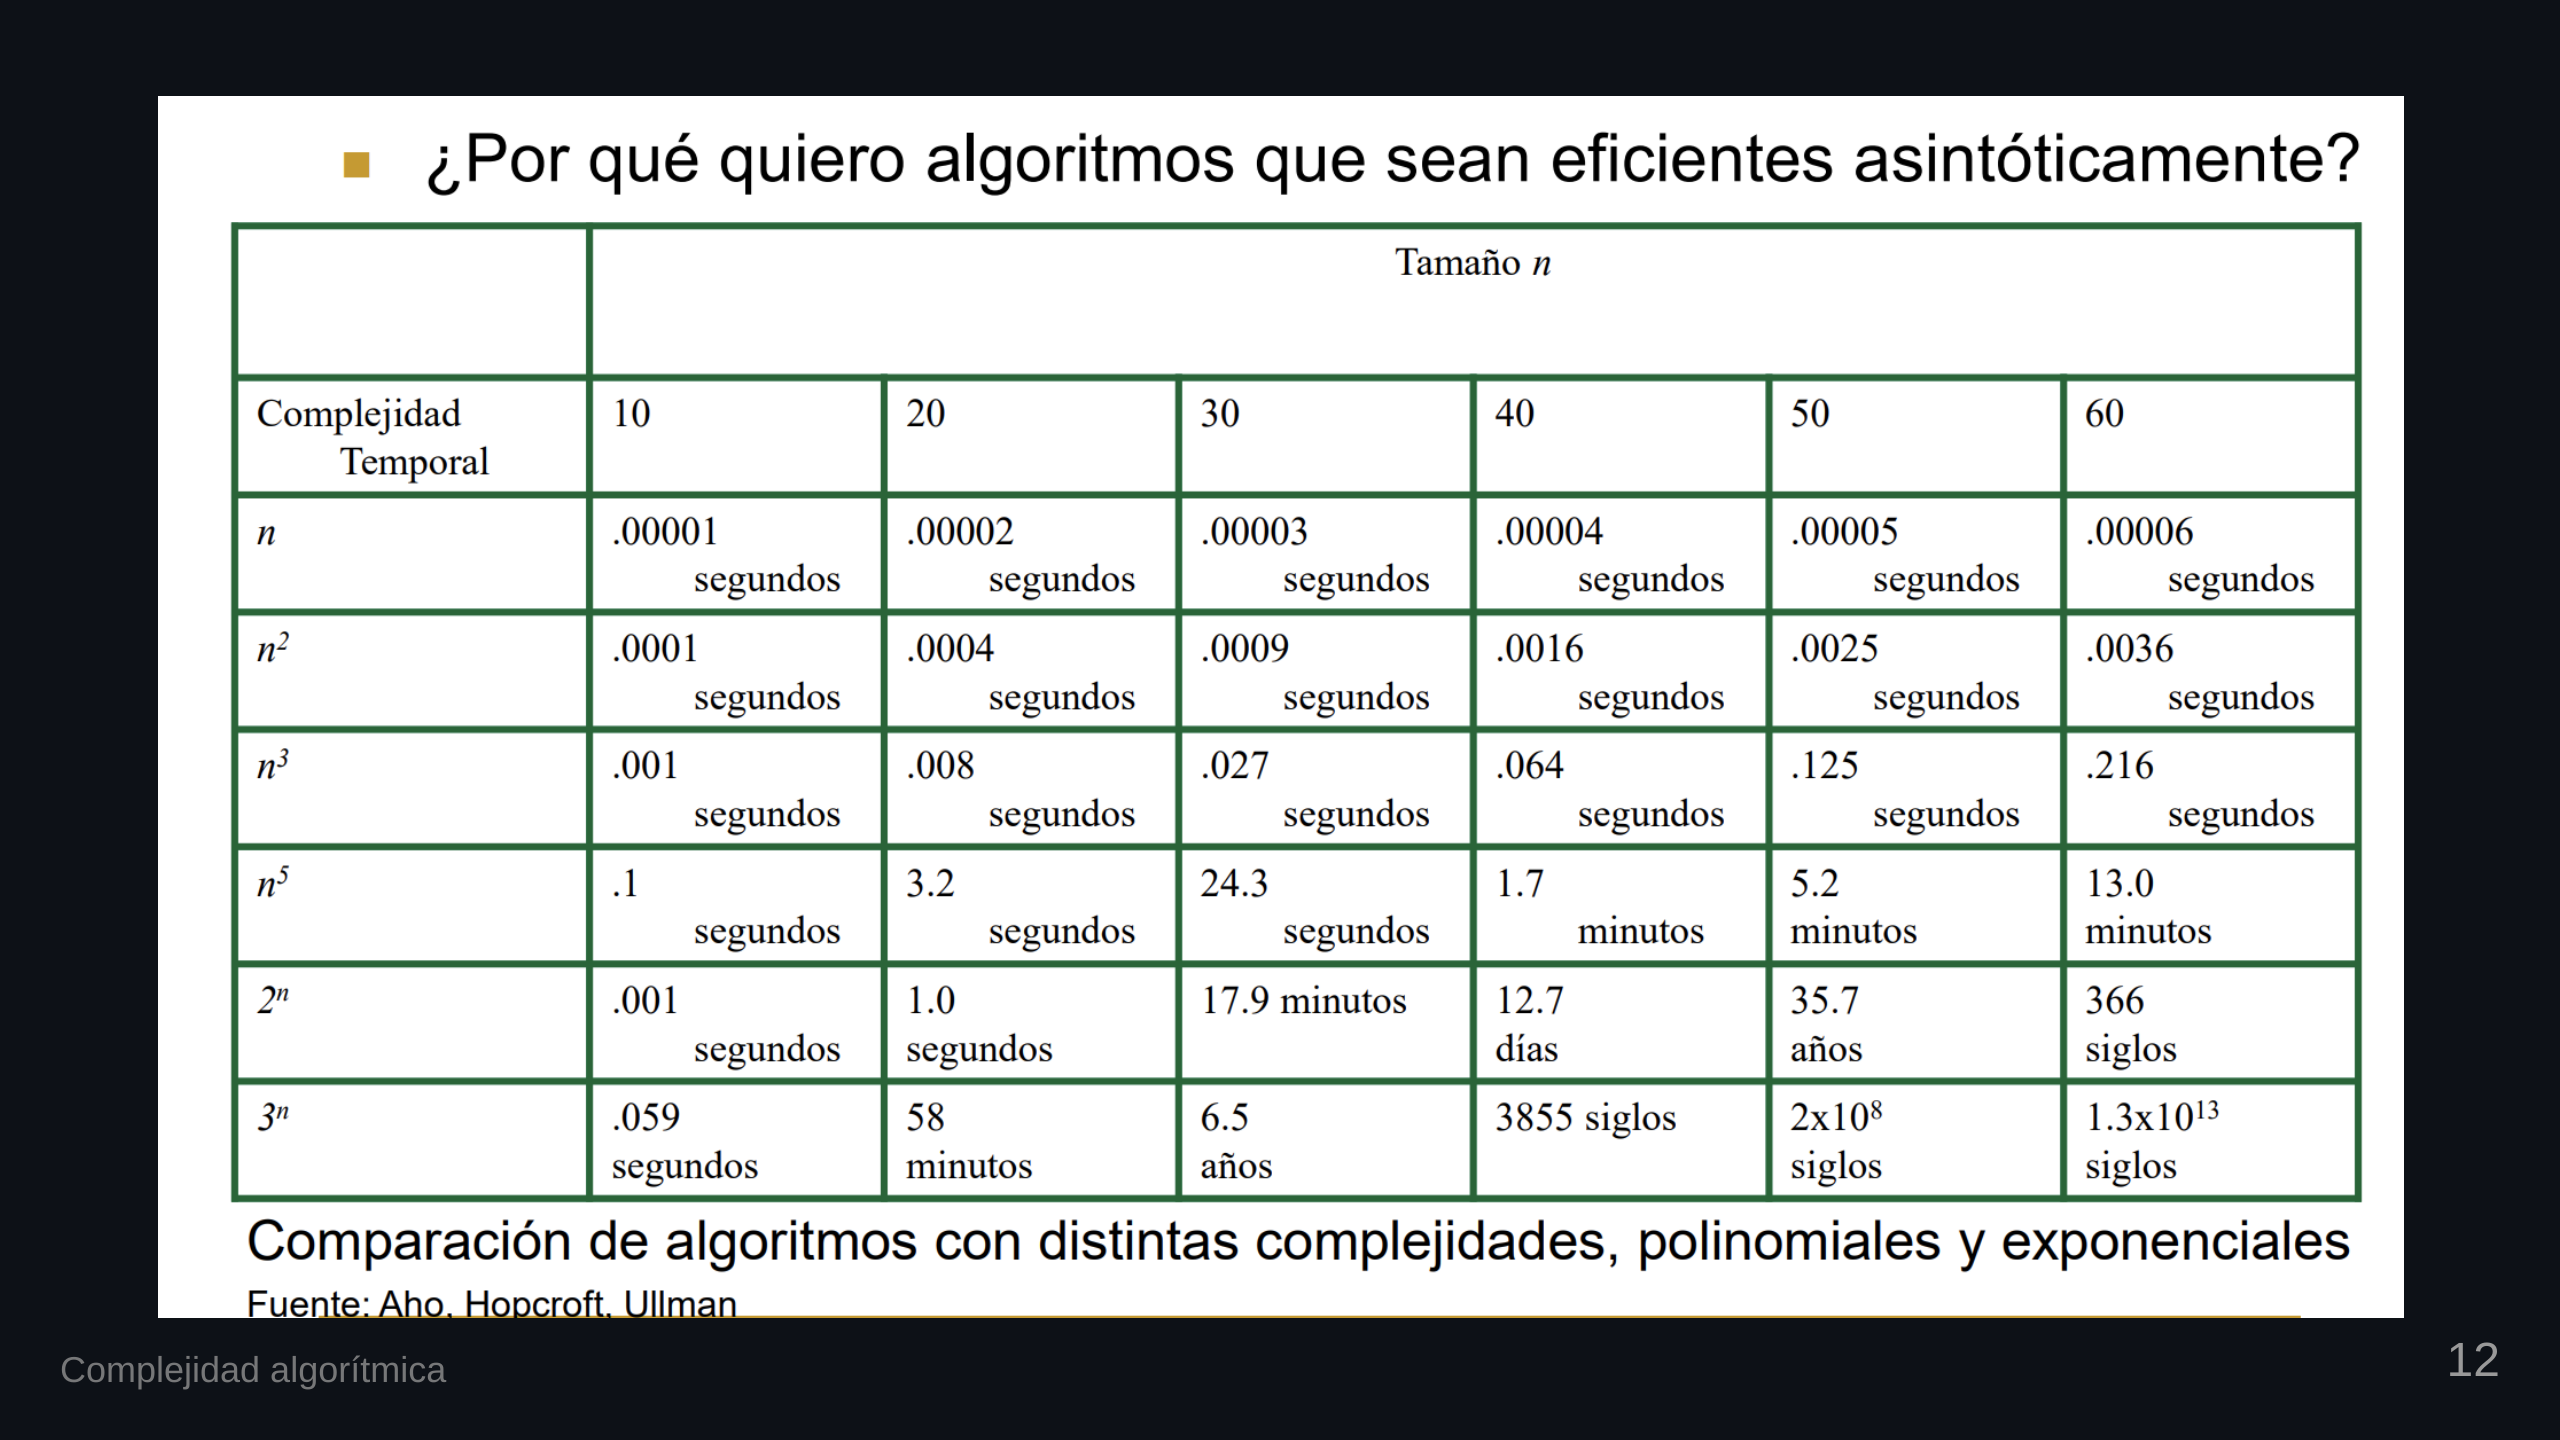 ¿Por qué quiero algoritmos que sean eficientes asintóticamente?
Tamaño n
Complejidad Temporal 10 20 30 40 50 60
n .00001 segundos .00002 segundos .00003 segundos .00004 segundos .00005 segundos .00006 segundos
n² .0001 segundos .0004 segundos .0009 segundos .0016 segundos .0025 segundos .0036 segundos
n³ .001 segundos .008 segundos .027 segundos .064 segundos .125 segundos .216 segundos
n⁵ .1 segundos 3.2 segundos 24.3 segundos 1.7 minutos 5.2 minutos 13.0 minutos
2ⁿ .001 segundos 1.0 segundos 17.9 minutos 12.7 días 35.7 años 366 siglos
3ⁿ .059 segundos 58 minutos 6.5 años 3855 siglos 2x10⁸ siglos 1.3x10¹³ siglos
Comparación de algoritmos con distintas complejidades, polinomiales y exponenciales
Fuente: Aho, Hopcroft, Ullman
Complejidad algorítmica
12